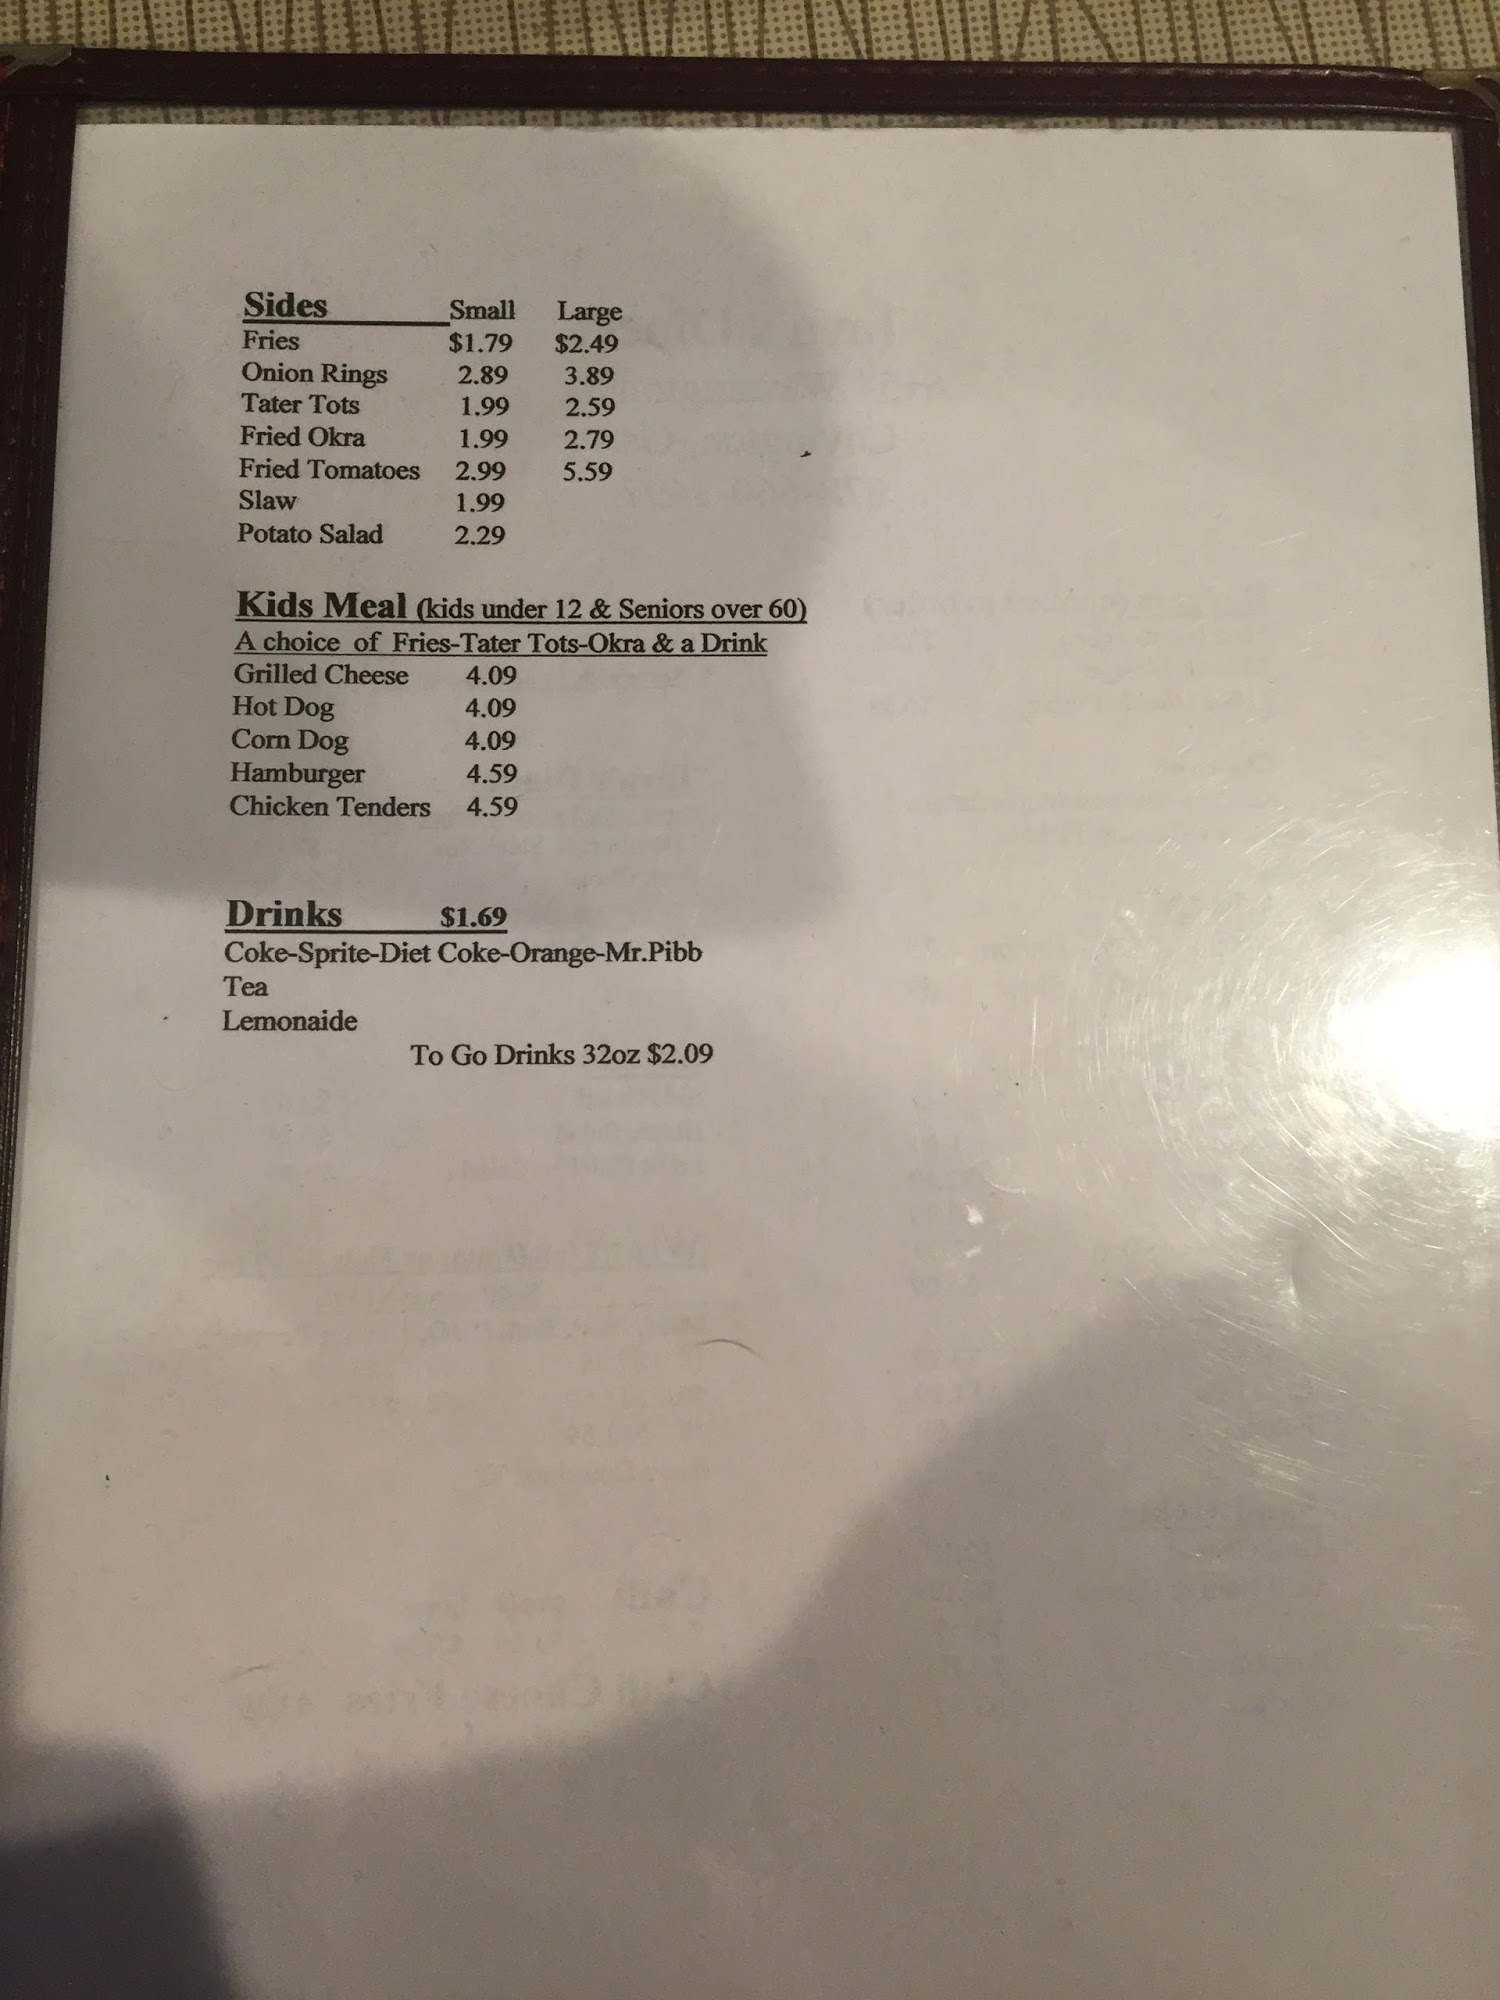 Sides Small Large
Fries $1.79 $2.49
Onion Rings 2.89 3.89
Tater Tots 1.99 2.59
Fried Okra 1.99 2.79
Fried Tomatoes 2.99 5.59
Slaw 1.99
Potato Salad 2.29
Kids Meal (kids under 12 & Seniors over 60)
A choice of Fries-Tater Tots-Okra & a Drink
Grilled Cheese 4.09
Hot Dog 4.09
Corn Dog 4.09
Hamburger 4.59
Chicken Tenders 4.59
Drinks $1.69
Coke-Sprite-Diet Coke-Orange-Mr.Pibb
Tea
Lemonaide
To Go Drinks 32oz $2.09